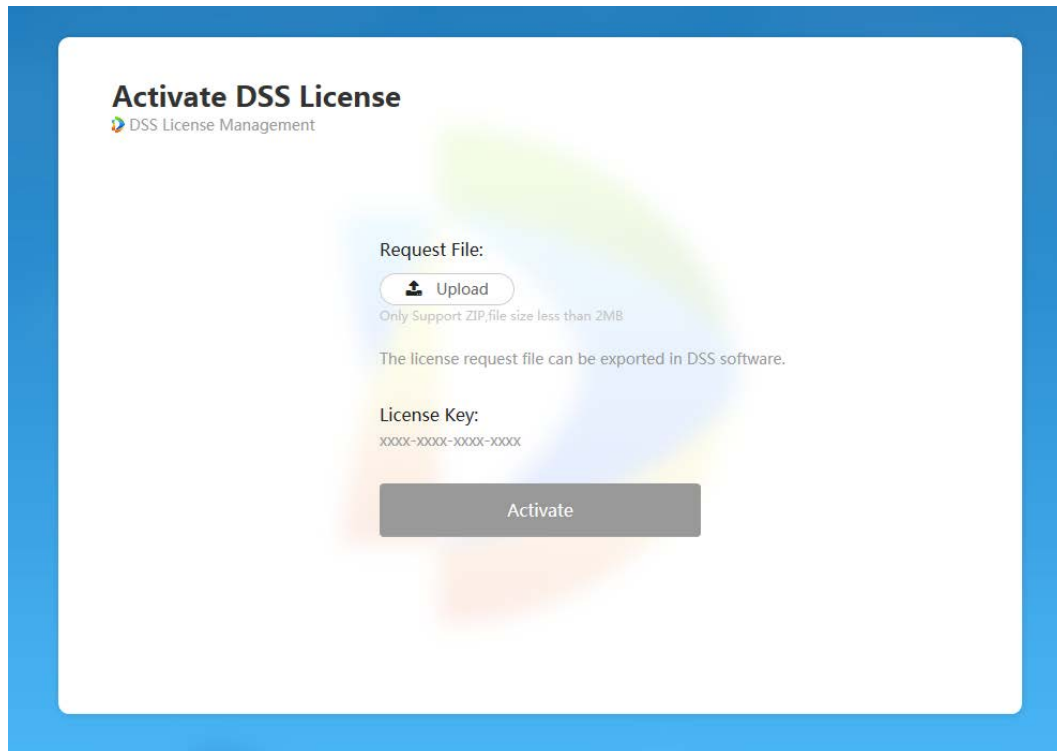 Activate DSS License
DSS License Management
Request File:
Upload
Only Support ZIP,file size less than 2MB
The license request file can be exported in DSS software.
License Key:
xxxx-xxxx-xxxx-xxxx
Activate